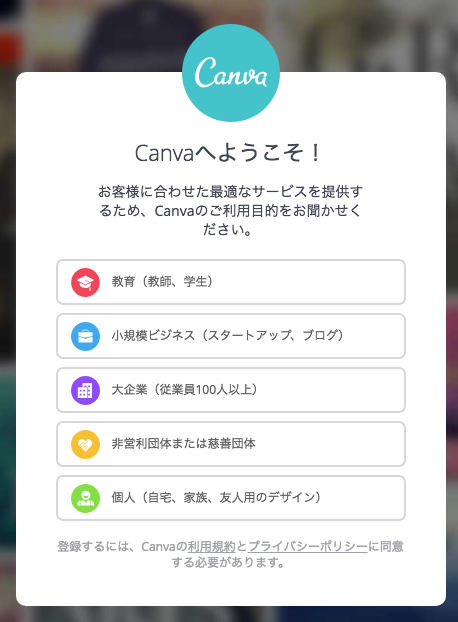 Canva
Canvaへようこそ！
お客様に合わせた最適なサービスを提供す
るため、Canvaのご利用目的をお聞かせく
ださい。
教育（教師、学生）
小規模ビジネス（スタートアップ、ブログ）
大企業（従業員100人以上）
非営利団体または慈善団体
個人（自宅、家族、友人用のデザイン）
登録するには、Canvaの利用規約とプライバシーポリシーに同意
する必要があります。